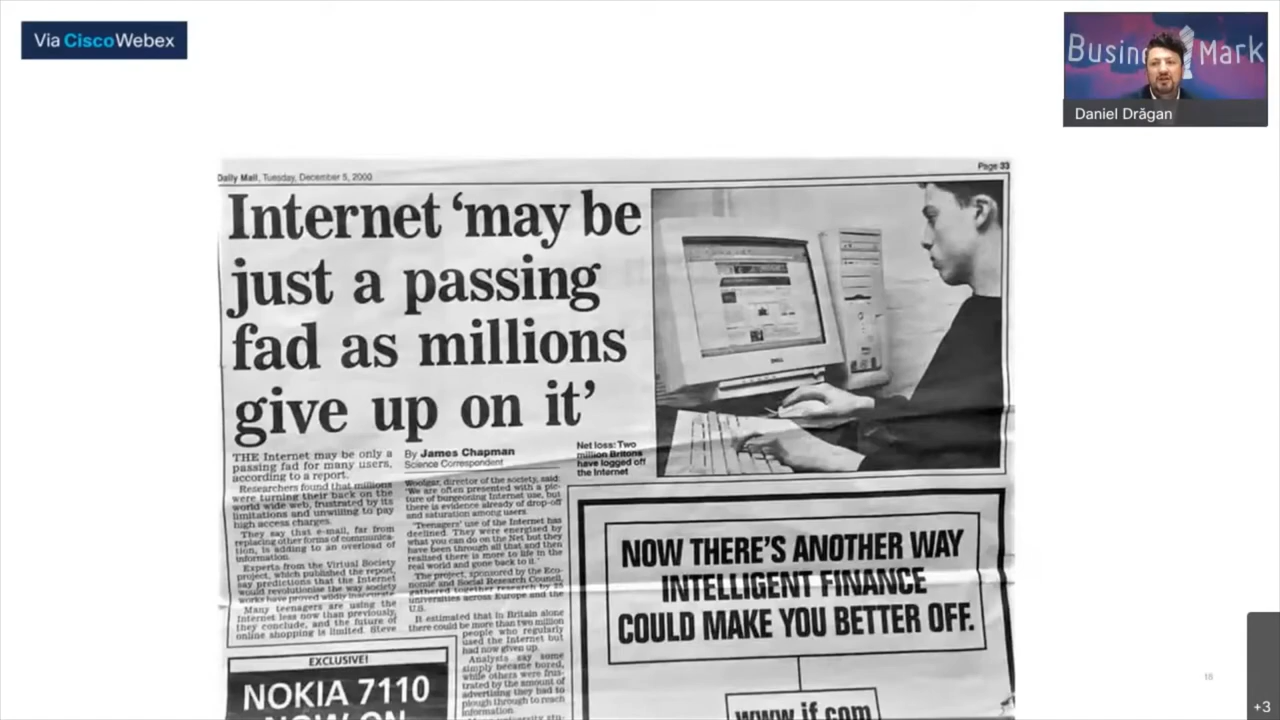 Via Cisco Webex
Business Mark
Daniel Drăgan
Daily Mail, Tuesday, December 5, 2000
Page 33
Internet ‘may be
just a passing
fad as millions
give up on it’
THE Internet may be only a
passing fad for many users,
according to a report.
Researchers found that millions
were turning their back on the
world wide web, frustrated by its
limitations and unwilling to pay
high access charges.
They say that e-mail, far from
replacing other forms of communica-
tion, is adding to an overload of
information.
Experts from the Virtual Society
project, which published the report,
say predictions that the Internet
would revolutionise the way society
works have proved wildly inaccurate.
Many teenagers are using the
Internet less now than previously,
they conclude, and the future of
online shopping is limited. Steve
By James Chapman
Science Correspondent
Woolgar, director of the society, said:
‘We are often presented with a pic-
ture of burgeoning Internet use, but
there is evidence already of drop-off
and saturation among users.
‘Teenagers' use of the Internet has
declined. They were energised by
what you can do on the Net but they
have been through all that and then
realised there is more to life in the
real world and gone back to it.’
The project, sponsored by the Eco-
nomic and Social Research Council,
gathered together research by 25
universities across Europe and the
U.S.
It estimated that in Britain alone
there could be more than two million
people who regularly
used the Internet but
had now given up.
Analysts say some
simply became bored,
while others were frus-
trated by the amount of
advertising they had to
plough through to reach
information.
Net loss: Two
million Britons
have logged off
the Internet
DELL
NOW THERE'S ANOTHER WAY
INTELLIGENT FINANCE
COULD MAKE YOU BETTER OFF.
www.if.com
EXCLUSIVE!
NOKIA 7110
NOW ON
18
+3